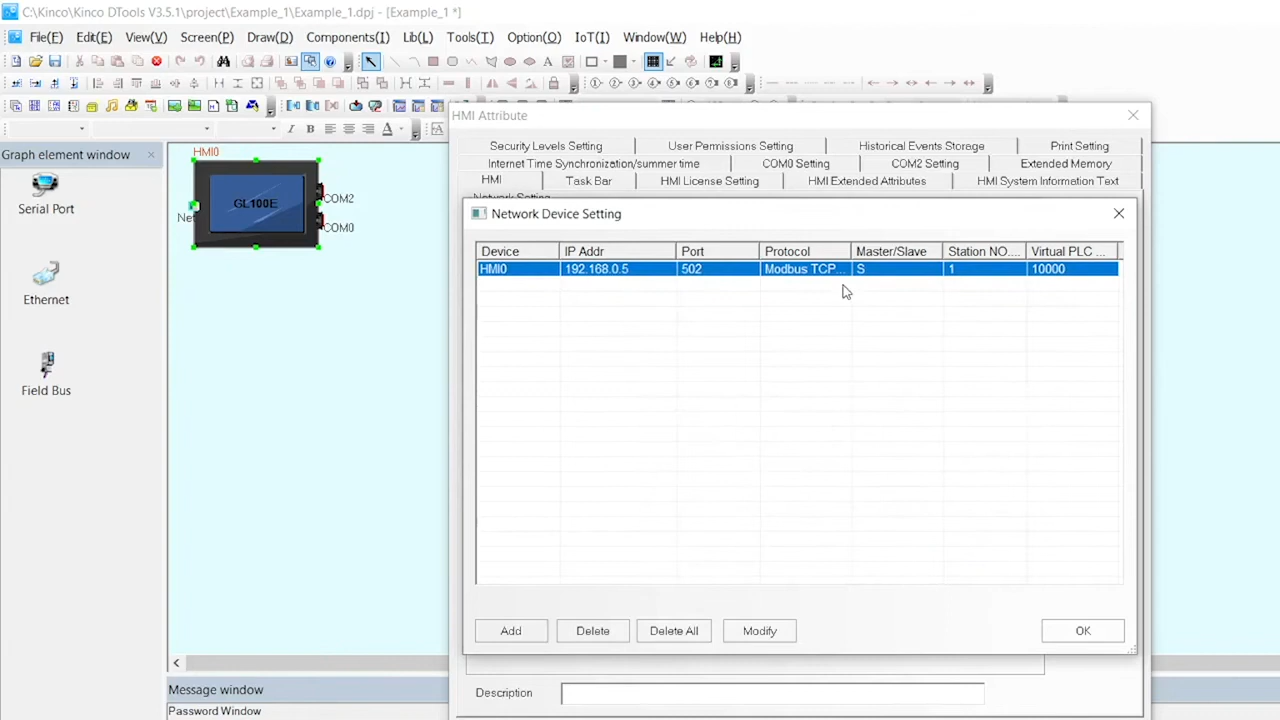 C:\Kinco\Kinco DTools V3.5.1\project\Example_1\Example_1.dpj - [Example_1 *]
File(F) Edit(E) View(V) Screen(P) Draw(D) Components(I) Lib(L) Tools(T) Option(O) IoT(I) Window(W) Help(H)
Graph element window
Serial Port
Ethernet
Field Bus
HMI0
GL100E
COM2
COM0
Net
HMI Attribute
Security Levels Setting User Permissions Setting Historical Events Storage Print Setting
Internet Time Synchronization/summer time COM0 Setting COM2 Setting Extended Memory
HMI Task Bar HMI License Setting HMI Extended Attributes HMI System Information Text
Network Setting
Network Device Setting
Device IP Addr Port Protocol Master/Slave Station NO.... Virtual PLC ...
HMI0 192.168.0.5 502 Modbus TCP... S 1 10000
Add Delete Delete All Modify OK
Description
Message window
Password Window